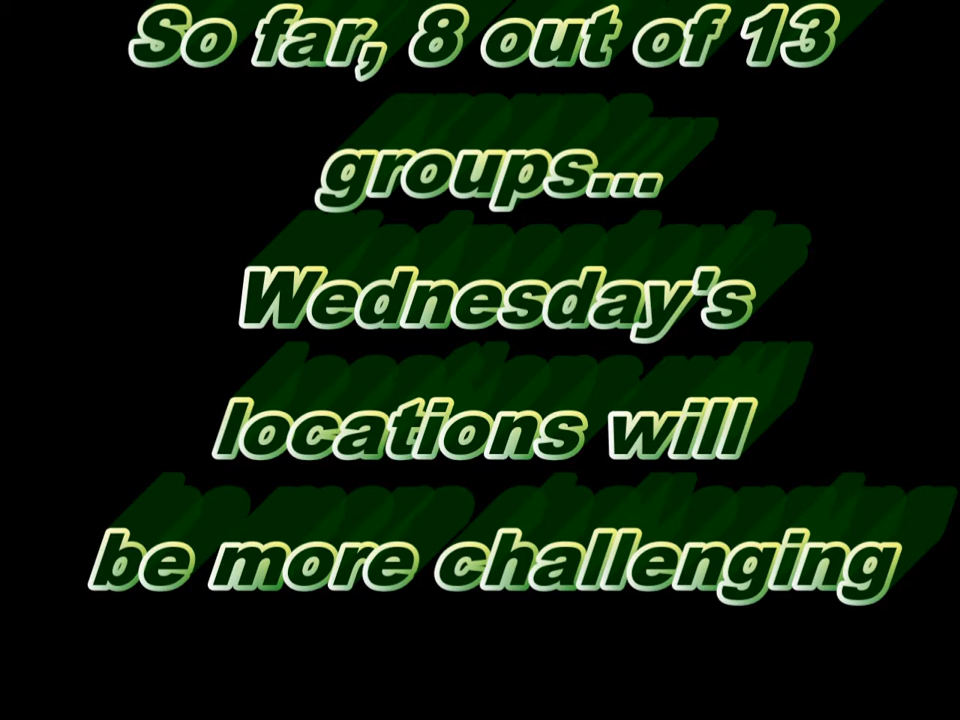 So far, 8 out of 13
groups...
Wednesday's
locations will
be more challenging